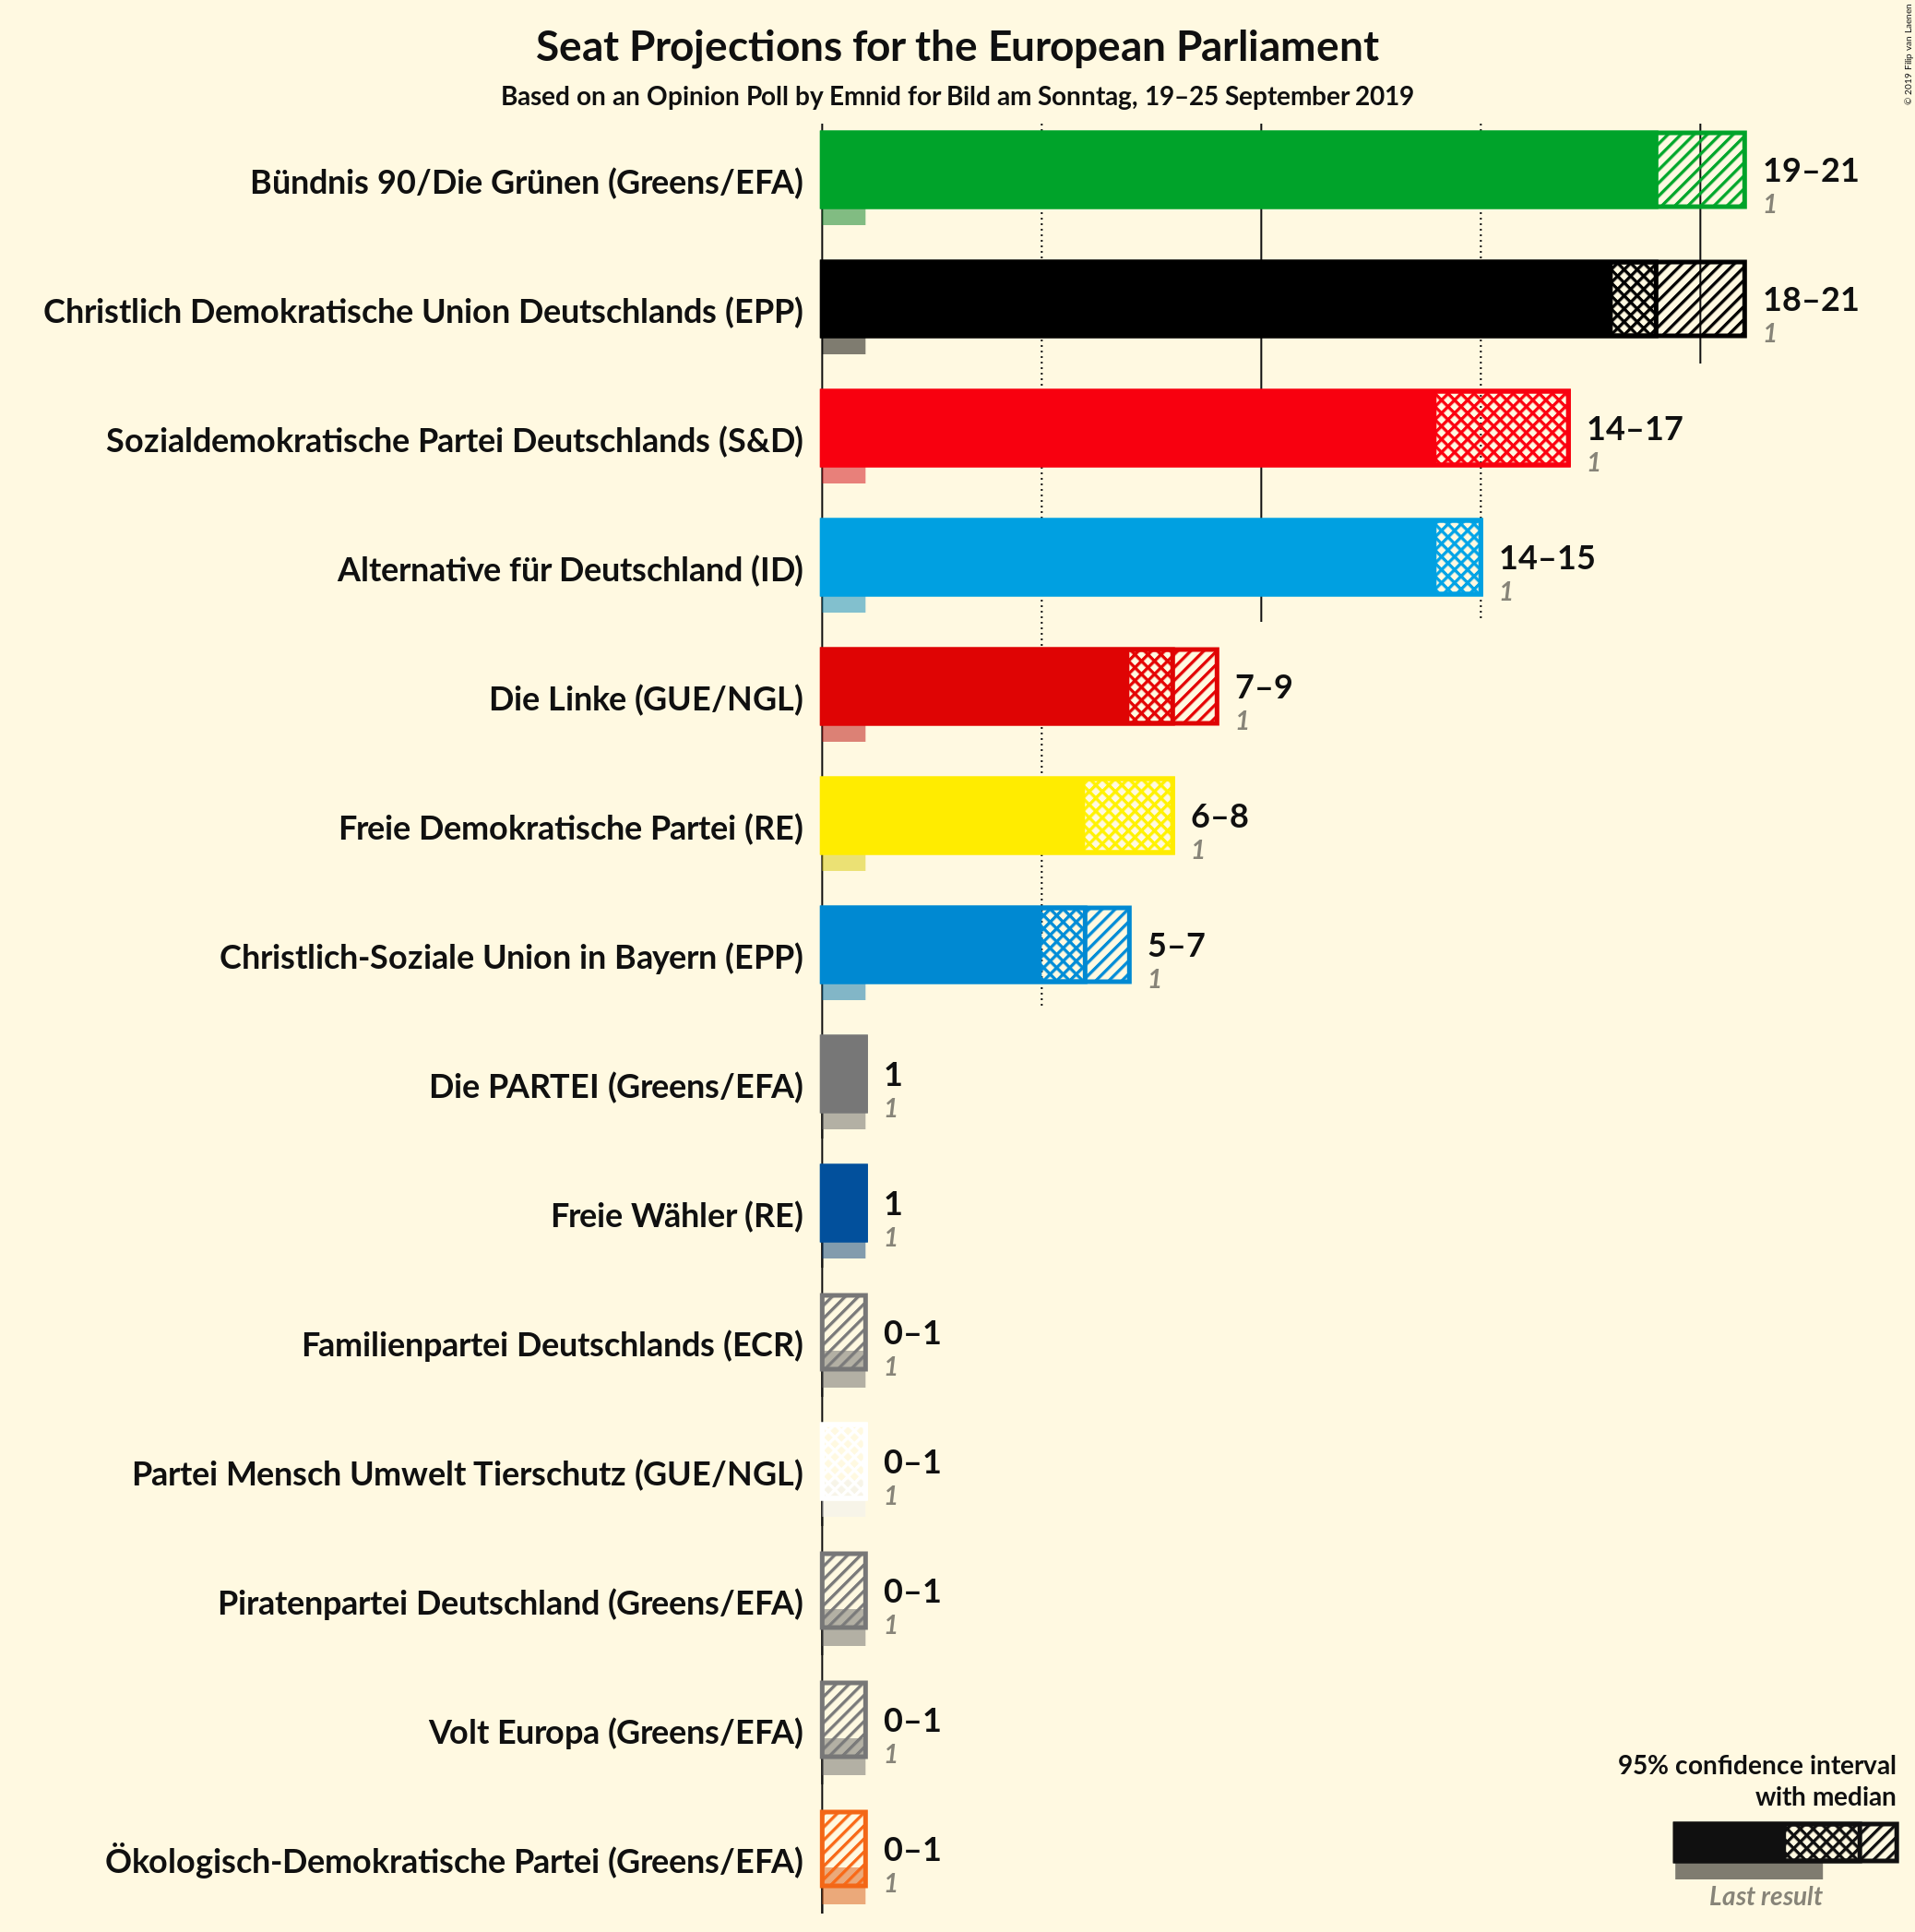 Seat Projections for the European Parliament
Based on an Opinion Poll by Emnid for Bild am Sonntag, 19–25 September 2019
© 2019 Filip van Laenen
Bündnis 90/Die Grünen (Greens/EFA)
19–21
1
Christlich Demokratische Union Deutschlands (EPP)
18–21
1
Sozialdemokratische Partei Deutschlands (S&D)
14–17
1
Alternative für Deutschland (ID)
14–15
1
Die Linke (GUE/NGL)
7–9
1
Freie Demokratische Partei (RE)
6–8
1
Christlich-Soziale Union in Bayern (EPP)
5–7
1
Die PARTEI (Greens/EFA)
1
1
Freie Wähler (RE)
1
1
Familienpartei Deutschlands (ECR)
0–1
1
Partei Mensch Umwelt Tierschutz (GUE/NGL)
0–1
1
Piratenpartei Deutschland (Greens/EFA)
0–1
1
Volt Europa (Greens/EFA)
0–1
1
Ökologisch-Demokratische Partei (Greens/EFA)
0–1
1
95% confidence interval
with median
Last result